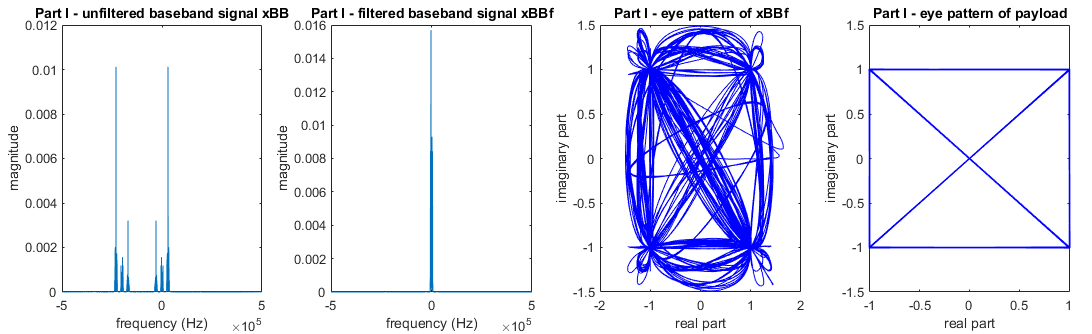 Part I - unfiltered baseband signal xBB
0.012
0.01
0.008
0.006
0.004
0.002
0
magnitude
-5 0 5
frequency (Hz) ×10⁵
Part I - filtered baseband signal xBBf
0.016
0.014
0.012
0.01
0.008
0.006
0.004
0.002
0
magnitude
-5 0 5
frequency (Hz) ×10⁵
Part I - eye pattern of xBBf
1.5
1
0.5
0
-0.5
-1
-1.5
imaginary part
-2 -1 0 1 2
real part
Part I - eye pattern of payload
1.5
1
0.5
0
-0.5
-1
-1.5
imaginary part
-1 -0.5 0 0.5 1
real part